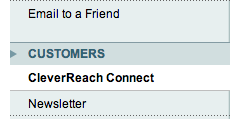 Email to a Friend
CUSTOMERS
CleverReach Connect
Newsletter